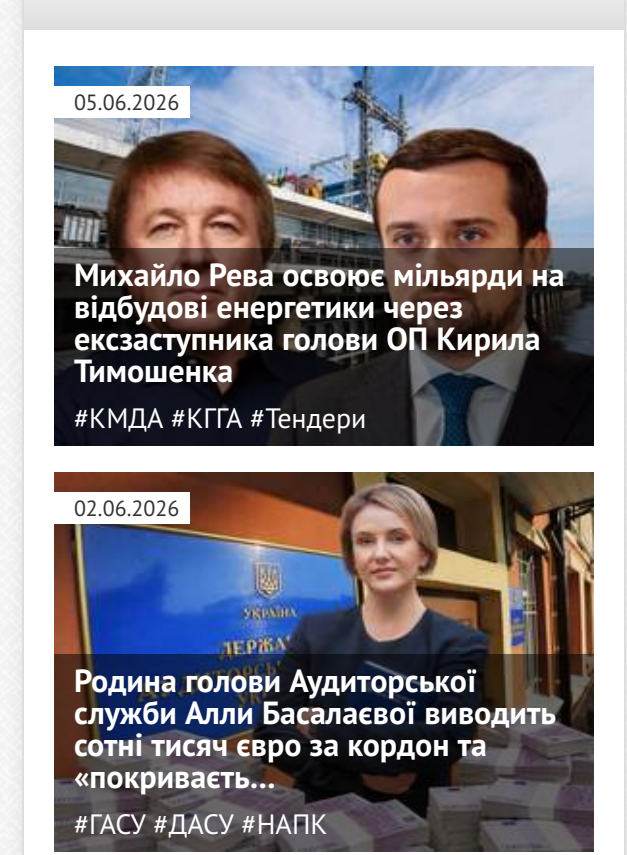 05.06.2026
Михайло Рева освоює мільярди на
відбудові енергетики через
ексзаступника голови ОП Кирила
Тимошенка
#КМДА #КГГА #Тендери
02.06.2026
УКРАЇНА
ДЕРЖА
Родина голови Аудиторської
служби Алли Басалаєвої виводить
сотні тисяч євро за кордон та
«покриваєть...
#ГАСУ #ДАСУ #НАПК